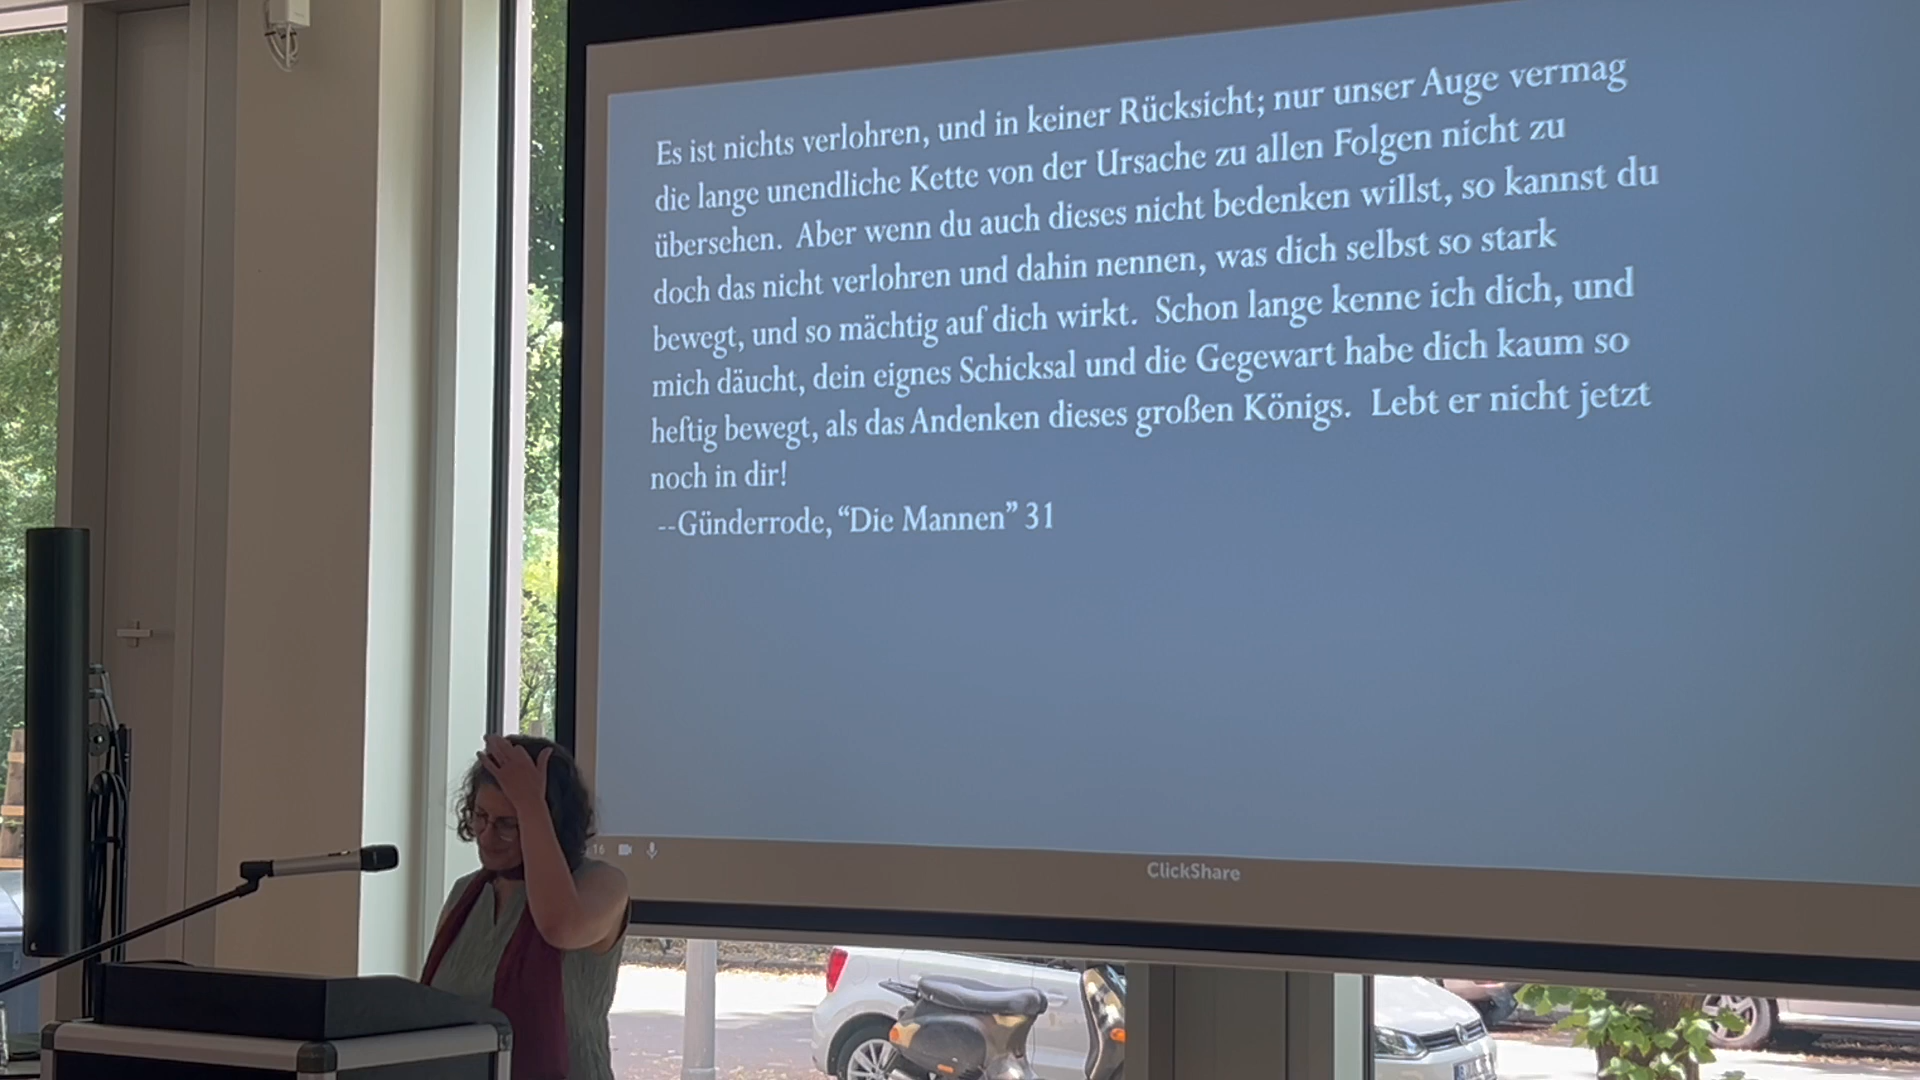 Es ist nichts verlohren, und in keiner Rücksicht; nur unser Auge vermag
die lange unendliche Kette von der Ursache zu allen Folgen nicht zu
übersehen.  Aber wenn du auch dieses nicht bedenken willst, so kannst du
doch das nicht verlohren und dahin nennen, was dich selbst so stark
bewegt, und so mächtig auf dich wirkt.  Schon lange kenne ich dich, und
mich däucht, dein eignes Schicksal und die Gegewart habe dich kaum so
heftig bewegt, als das Andenken dieses großen Königs.  Lebt er nicht jetzt
noch in dir!
--Günderrode, “Die Mannen” 31
16
ClickShare